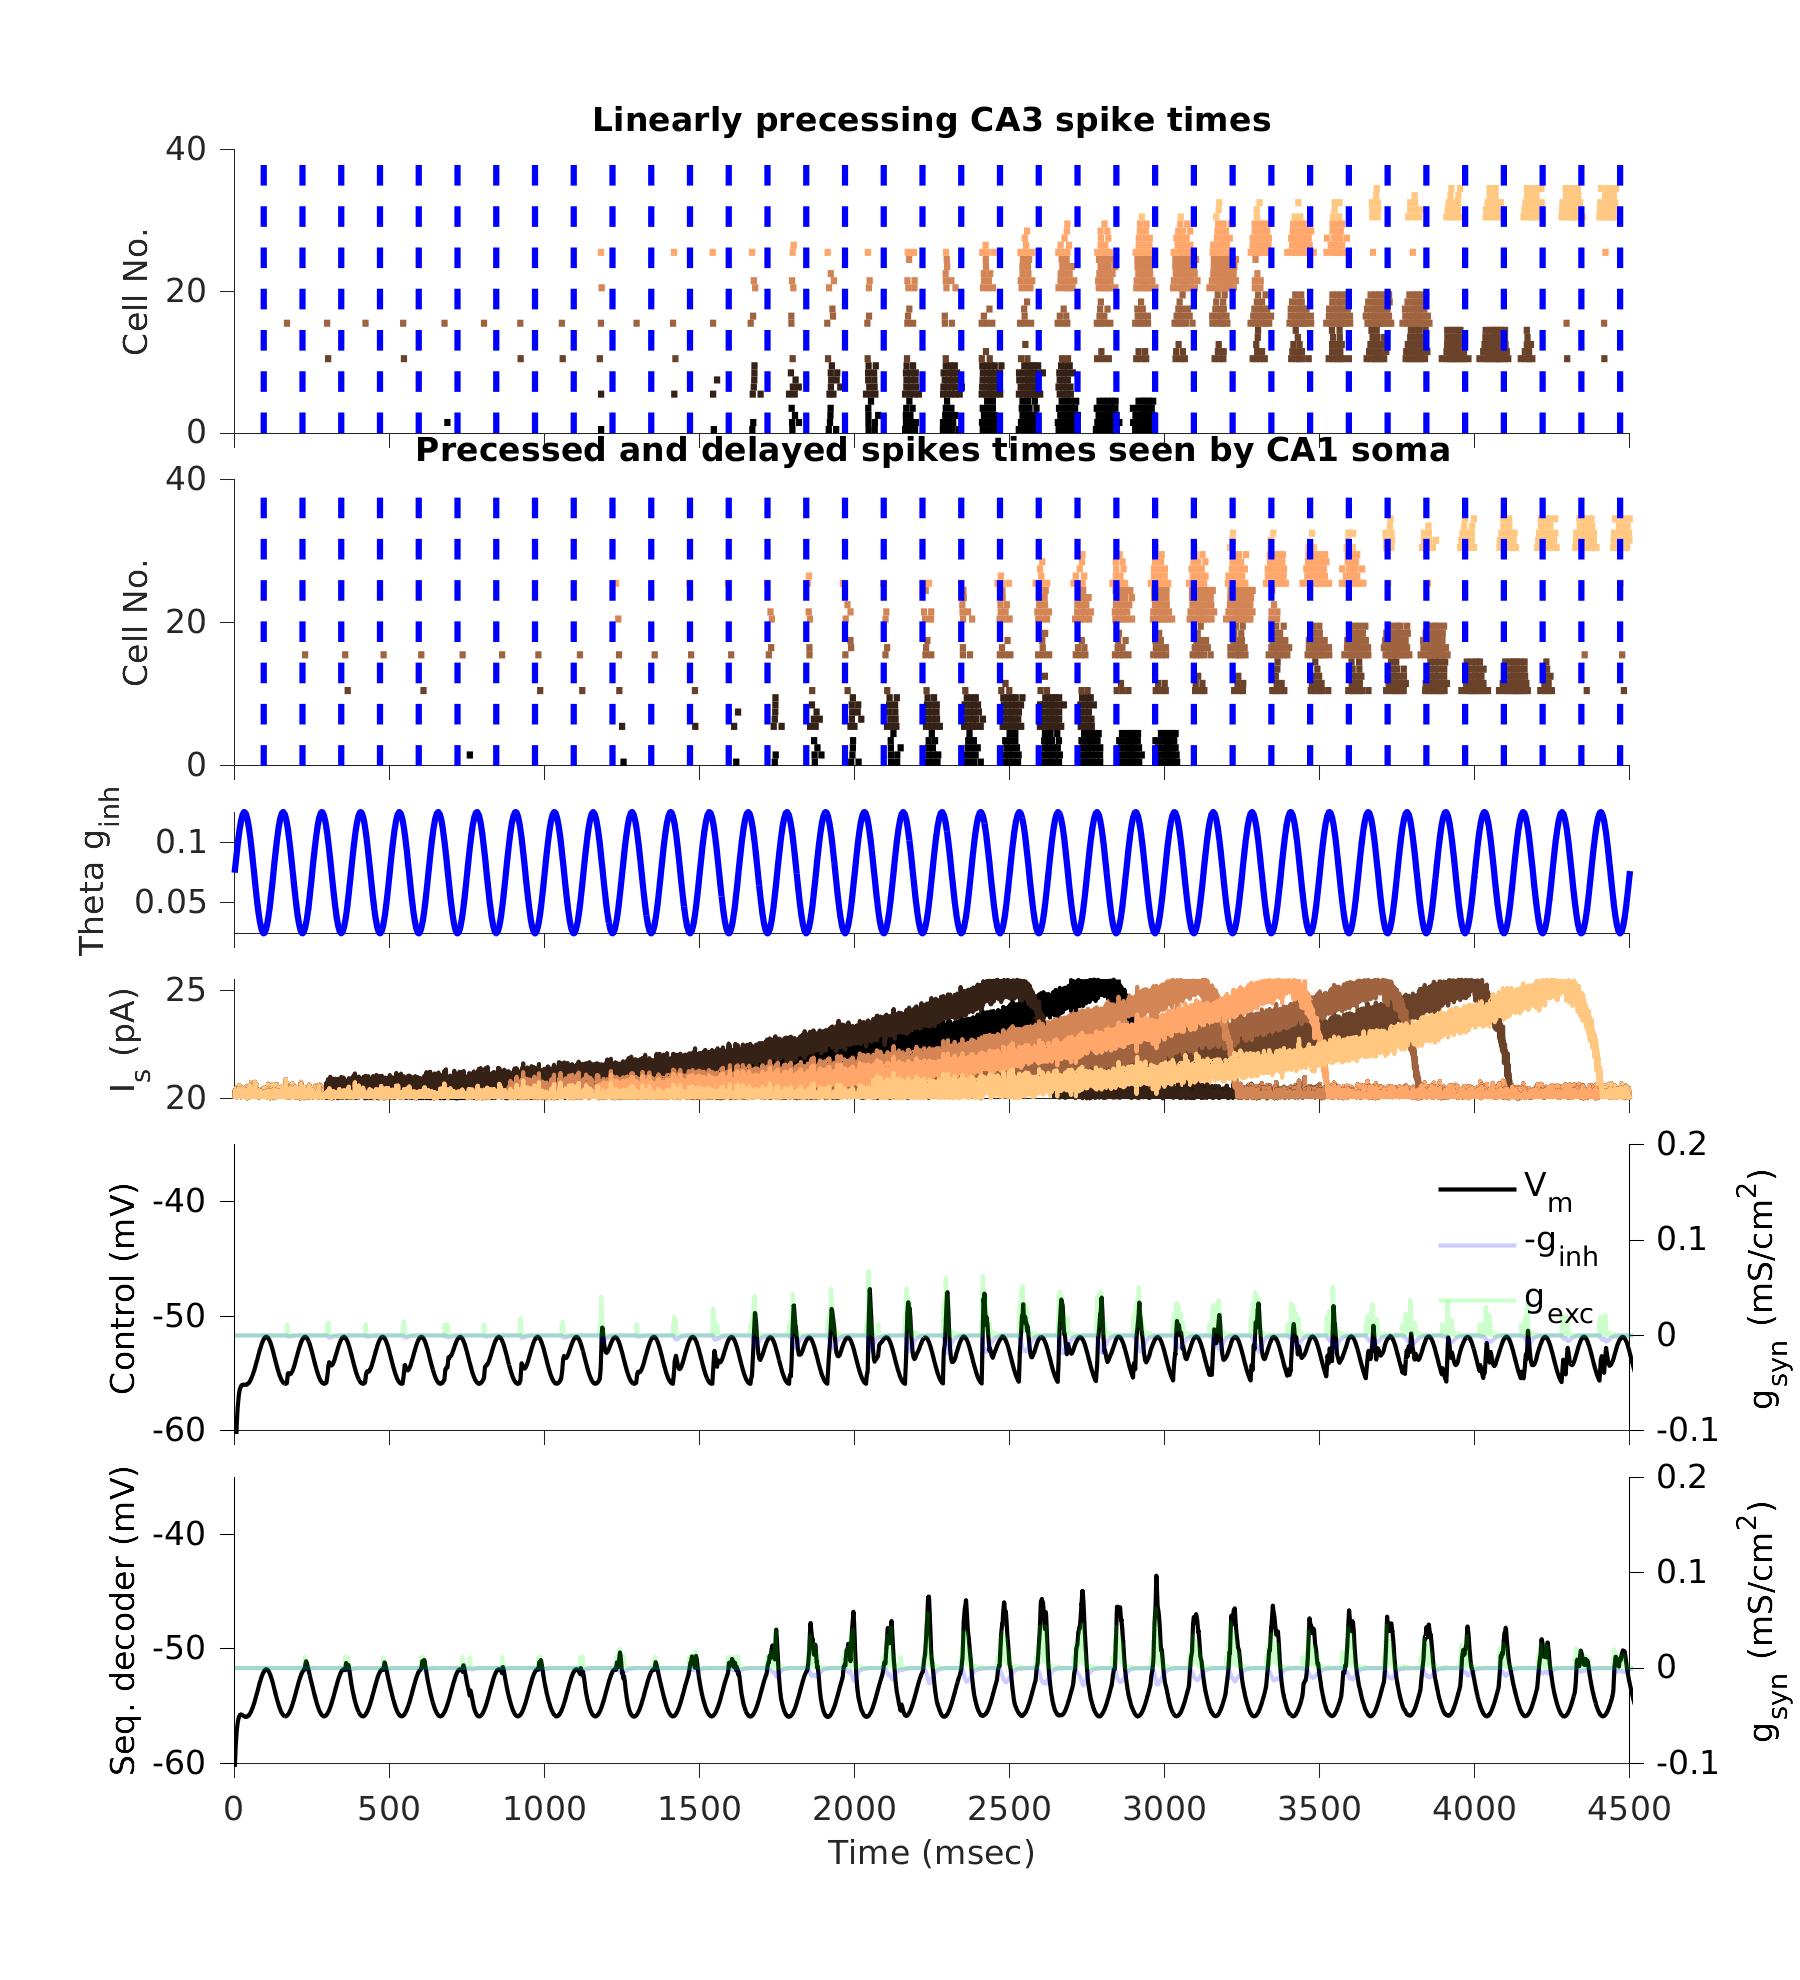 Linearly precessing CA3 spike times
40
20
0
Cell No.
Precessed and delayed spikes times seen by CA1 soma
40
20
0
Cell No.
0.1
0.05
Theta g_inh
25
20
I_s (pA)
-40
-50
-60
Control (mV)
V_m
-g_inh
g_exc
0.2
0.1
0
-0.1
g_syn (mS/cm^2)
-40
-50
-60
Seq. decoder (mV)
0.2
0.1
0
-0.1
g_syn (mS/cm^2)
0 500 1000 1500 2000 2500 3000 3500 4000 4500
Time (msec)